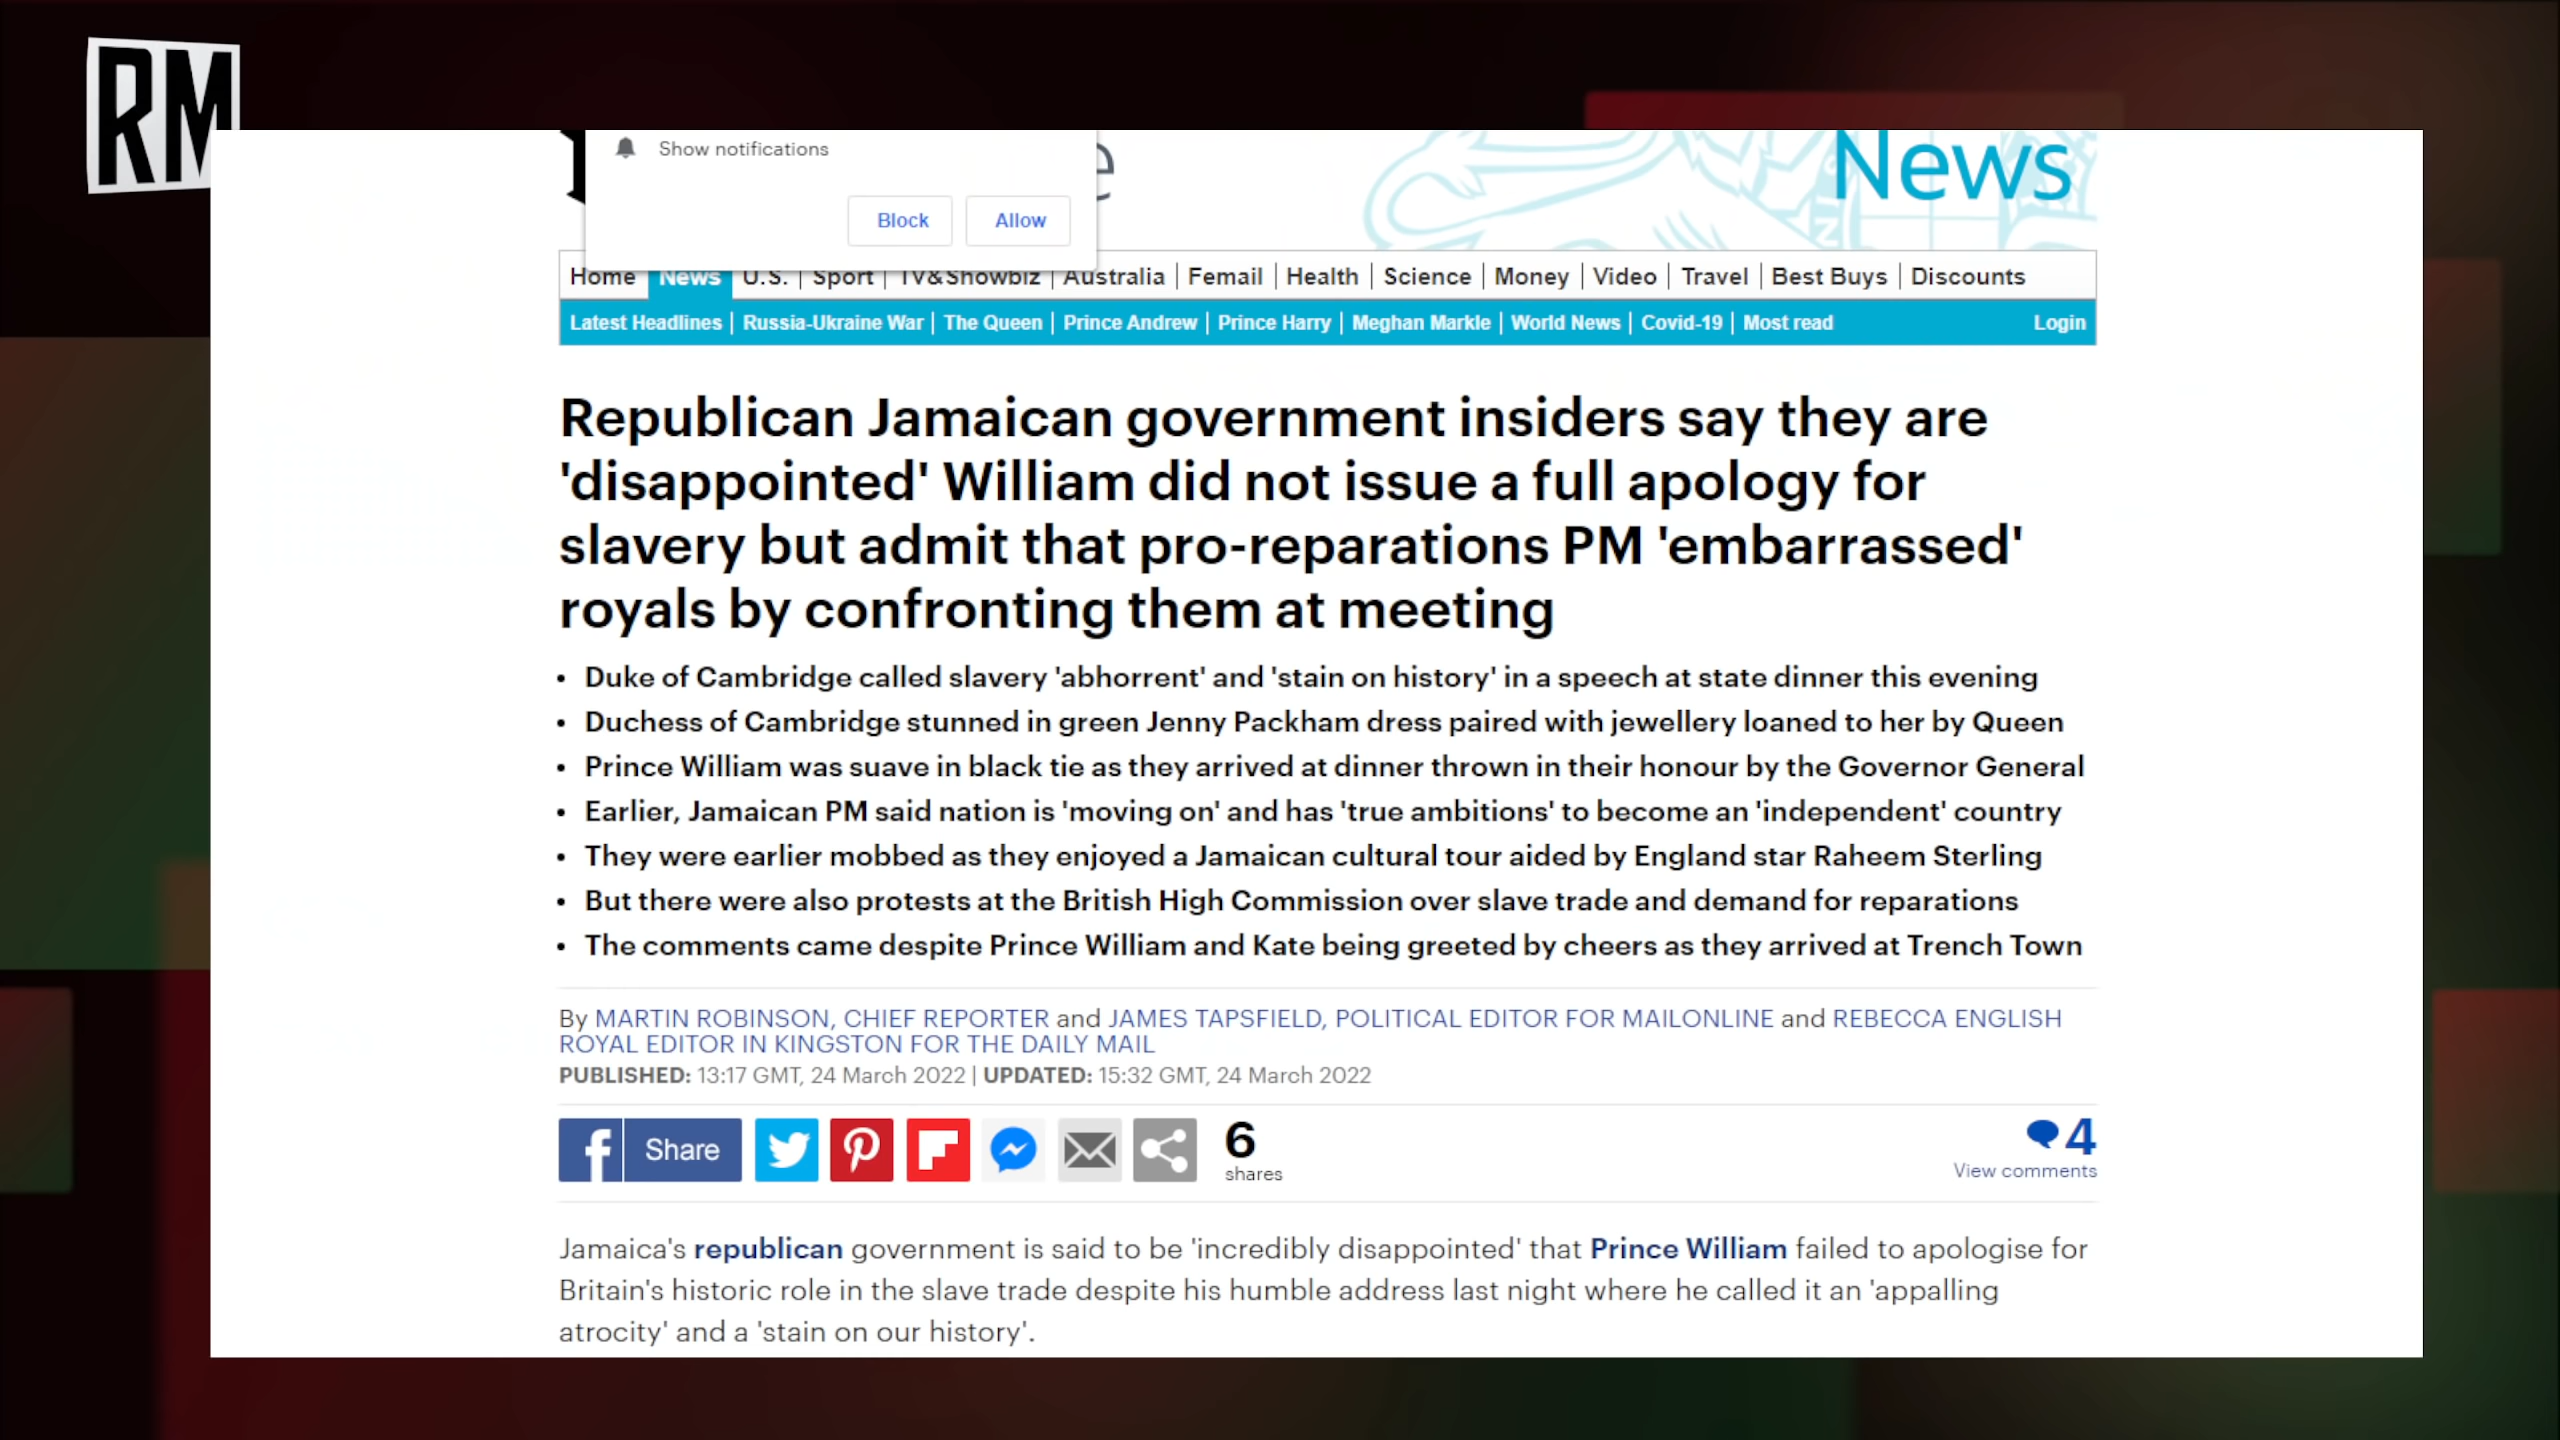 RM
Show notifications
News
Block
Allow
Home News U.S. Sport TV&Showbiz Australia Femail Health Science Money Video Travel Best Buys Discounts
Latest Headlines Russia-Ukraine War The Queen Prince Andrew Prince Harry Meghan Markle World News Covid-19 Most read Login
Republican Jamaican government insiders say they are
'disappointed' William did not issue a full apology for
slavery but admit that pro-reparations PM 'embarrassed'
royals by confronting them at meeting
• Duke of Cambridge called slavery 'abhorrent' and 'stain on history' in a speech at state dinner this evening
• Duchess of Cambridge stunned in green Jenny Packham dress paired with jewellery loaned to her by Queen
• Prince William was suave in black tie as they arrived at dinner thrown in their honour by the Governor General
• Earlier, Jamaican PM said nation is 'moving on' and has 'true ambitions' to become an 'independent' country
• They were earlier mobbed as they enjoyed a Jamaican cultural tour aided by England star Raheem Sterling
• But there were also protests at the British High Commission over slave trade and demand for reparations
• The comments came despite Prince William and Kate being greeted by cheers as they arrived at Trench Town
By MARTIN ROBINSON, CHIEF REPORTER and JAMES TAPSFIELD, POLITICAL EDITOR FOR MAILONLINE and REBECCA ENGLISH
ROYAL EDITOR IN KINGSTON FOR THE DAILY MAIL
PUBLISHED: 13:17 GMT, 24 March 2022 | UPDATED: 15:32 GMT, 24 March 2022
Share
6
shares
4
View comments
Jamaica's republican government is said to be 'incredibly disappointed' that Prince William failed to apologise for
Britain's historic role in the slave trade despite his humble address last night where he called it an 'appalling
atrocity' and a 'stain on our history'.